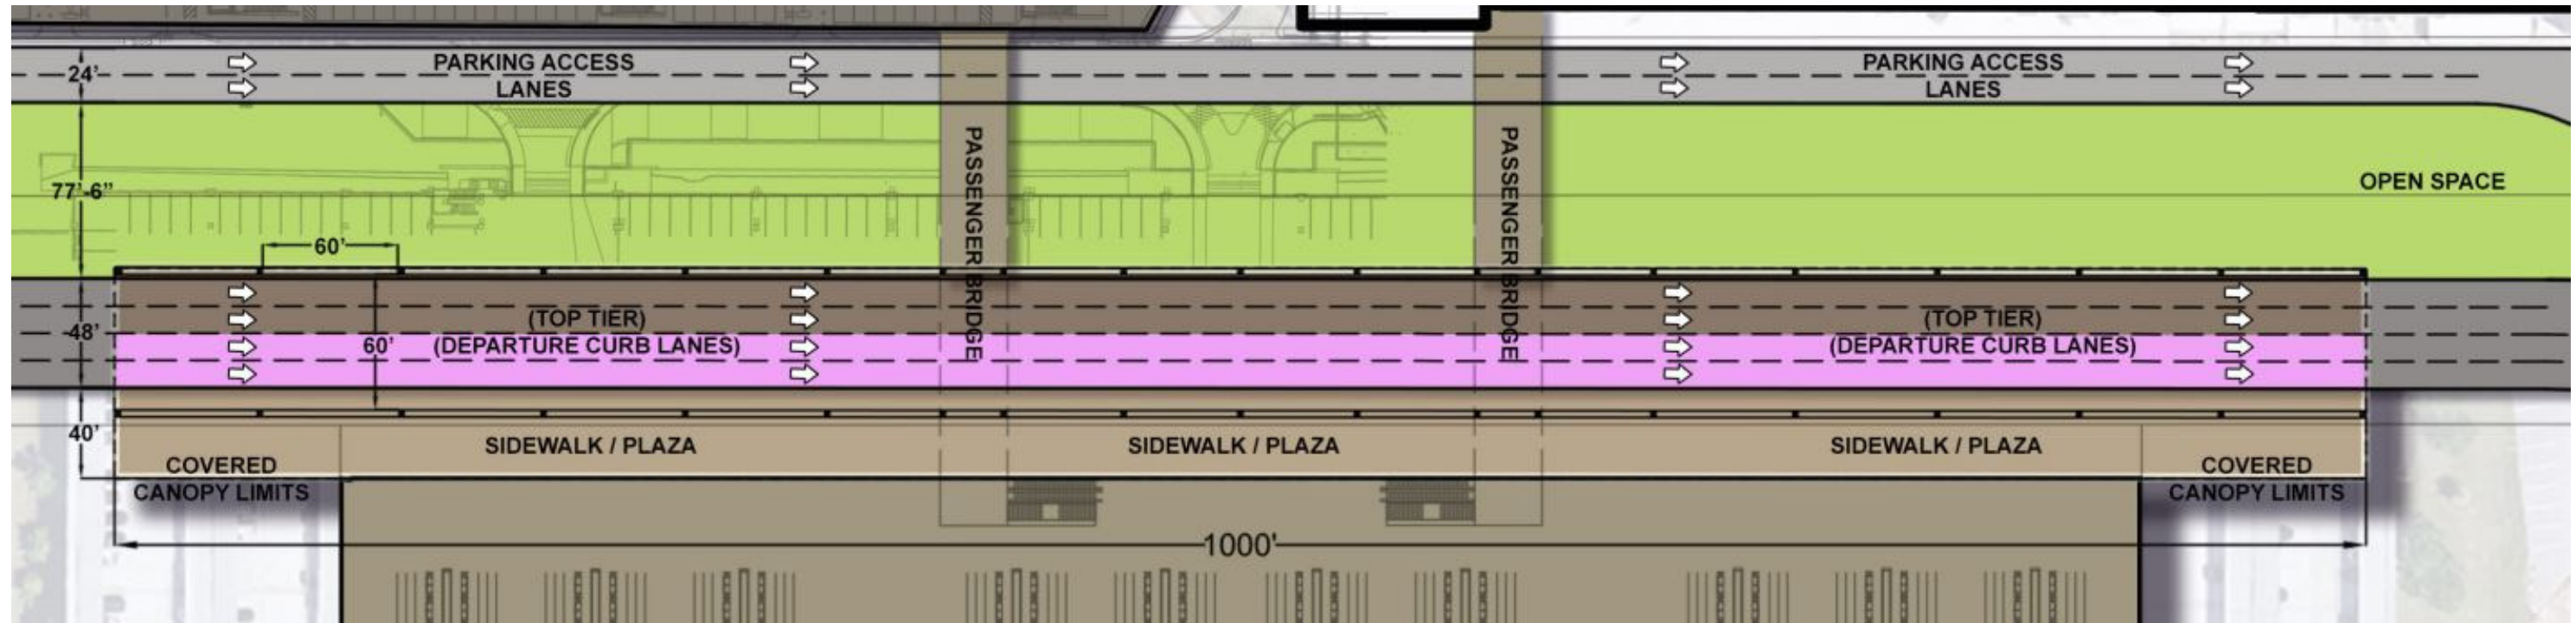 24'
PARKING ACCESS
LANES
PARKING ACCESS
LANES
77'-6"
PASSENGER BRIDGE
PASSENGER BRIDGE
OPEN SPACE
60'
48'
60'
(TOP TIER)
(DEPARTURE CURB LANES)
(TOP TIER)
(DEPARTURE CURB LANES)
40'
COVERED
CANOPY LIMITS
SIDEWALK / PLAZA
SIDEWALK / PLAZA
SIDEWALK / PLAZA
COVERED
CANOPY LIMITS
1000'